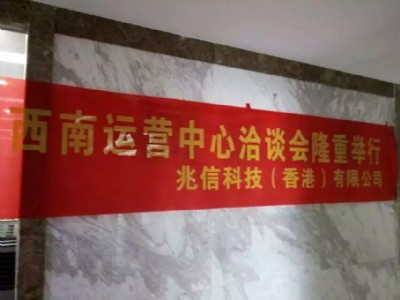 西南运营中心洽谈会隆重举行
兆信科技（香港）有限公司